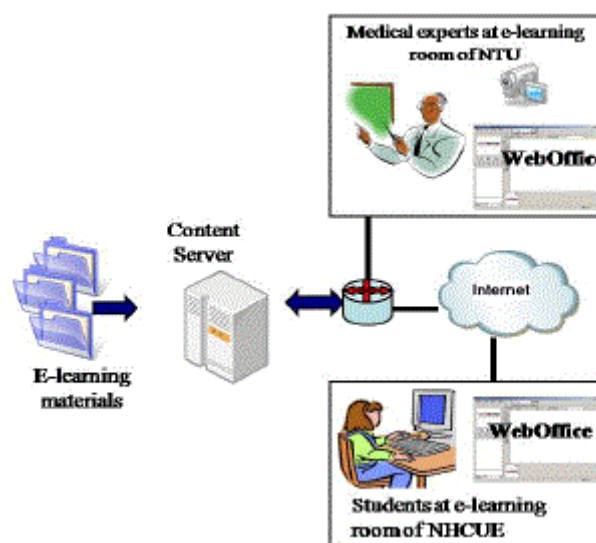 Medical experts at e-learning
room of NTU
WebOffice
Content
Server
Internet
E-learning
materials
WebOffice
Students at e-learning
room of NHCUE